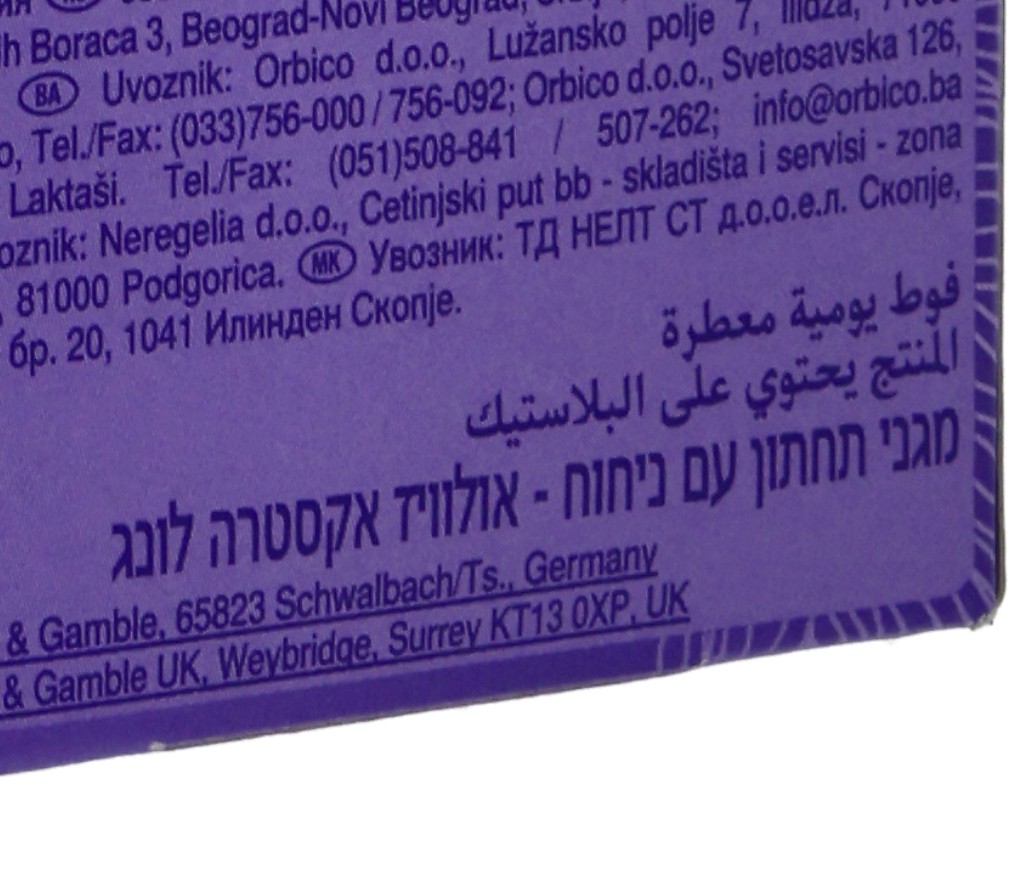 h Boraca 3, Beograd-Novi Beograd,
BA Uvoznik: Orbico d.o.o., Lužansko polje 7, Ilidža,
o, Tel./Fax: (033)756-000 / 756-092; Orbico d.o.o., Svetosavska 126,
Laktaši. Tel./Fax: (051)508-841 / 507-262; info@orbico.ba
oznik: Neregelia d.o.o., Cetinjski put bb - skladišta i servisi - zona
81000 Podgorica. MK Увозник: ТД НЕЛТ СТ д.о.о.е.л. Скопје,
бр. 20, 1041 Илинден Скопје.
فوط يومية معطرة
المنتج يحتوي على البلاستيك
מגני תחתון עם ניחוח - אולוויז אקסטרה לונג
& Gamble, 65823 Schwalbach/Ts., Germany
& Gamble UK, Weybridge, Surrey KT13 0XP, UK